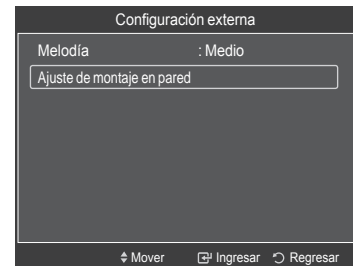 Configuración externa
Melodía : Medio
Ajuste de montaje en pared
Mover Ingresar Regresar